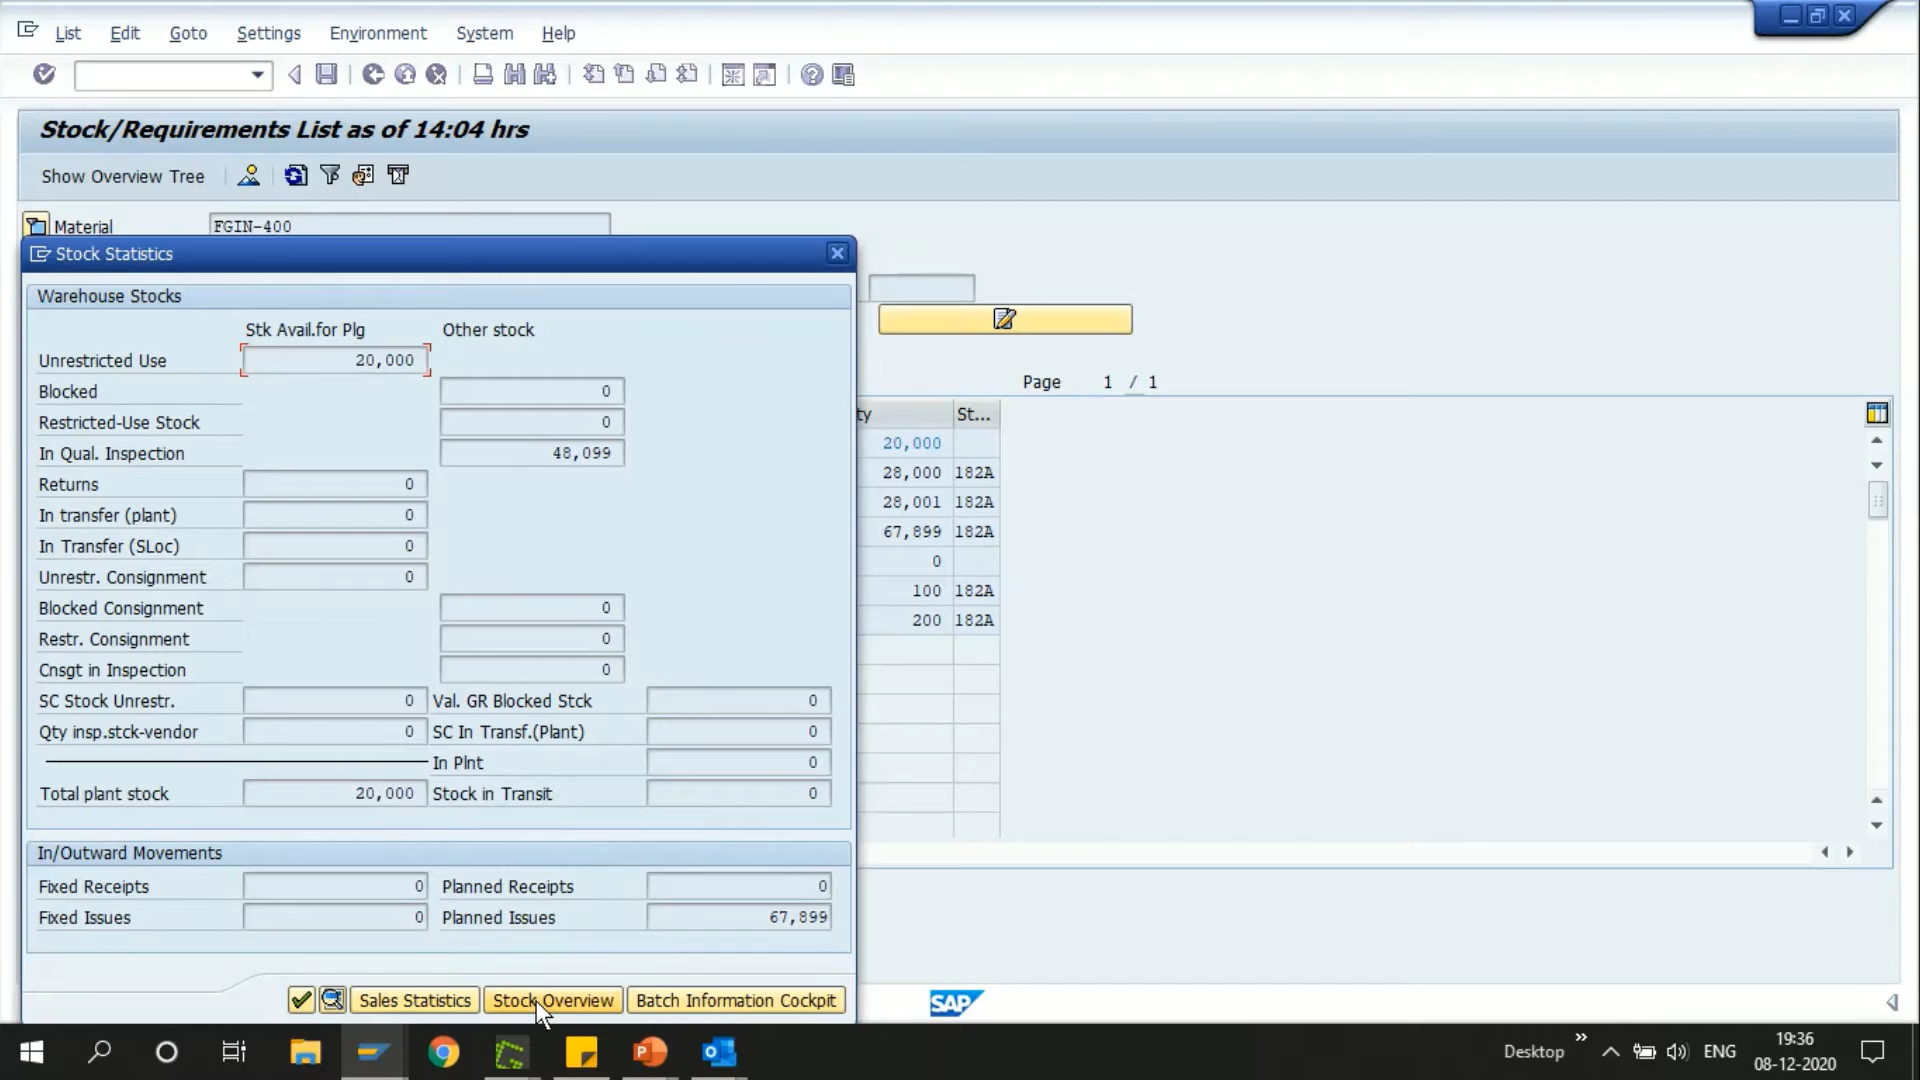 List Edit Goto Settings Environment System Help
Stock/Requirements List as of 14:04 hrs
Show Overview Tree
Material FGIN-400
Stock Statistics
Warehouse Stocks
Stk Avail.for Plg Other stock
Unrestricted Use 20,000
Blocked 0
Restricted-Use Stock 0
In Qual. Inspection 48,099
Returns 0
In transfer (plant) 0
In Transfer (SLoc) 0
Unrestr. Consignment 0
Blocked Consignment 0
Restr. Consignment 0
Cnsgt in Inspection 0
SC Stock Unrestr. 0 Val. GR Blocked Stck 0
Qty insp.stck-vendor 0 SC In Transf.(Plant) 0
In Plnt 0
Total plant stock 20,000 Stock in Transit 0
In/Outward Movements
Fixed Receipts 0 Planned Receipts 0
Fixed Issues 0 Planned Issues 67,899
Sales Statistics Stock Overview Batch Information Cockpit
Page 1 / 1
ty St...
20,000
28,000 182A
28,001 182A
67,899 182A
0
100 182A
200 182A
SAP
Desktop ENG 19:36
08-12-2020